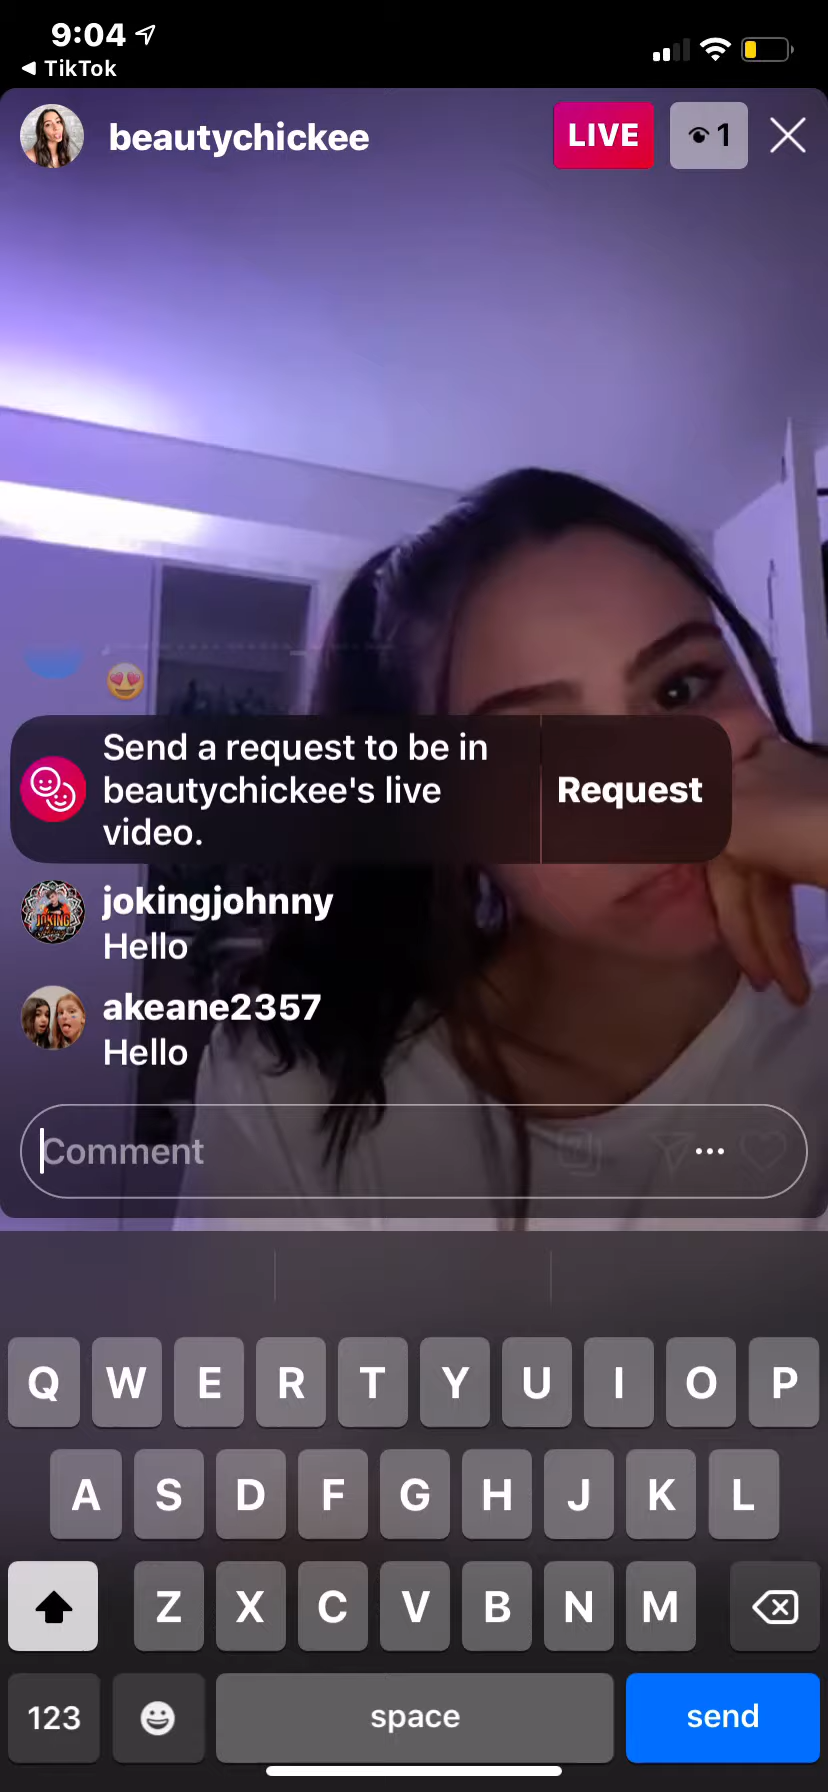 9:04
◀ TikTok
beautychickee
LIVE
1
Send a request to be in
beautychickee's live
video.
Request
jokingjohnny
Hello
akeane2357
Hello
Comment
Q W E R T Y U I O P
A S D F G H J K L
Z X C V B N M
123 space send